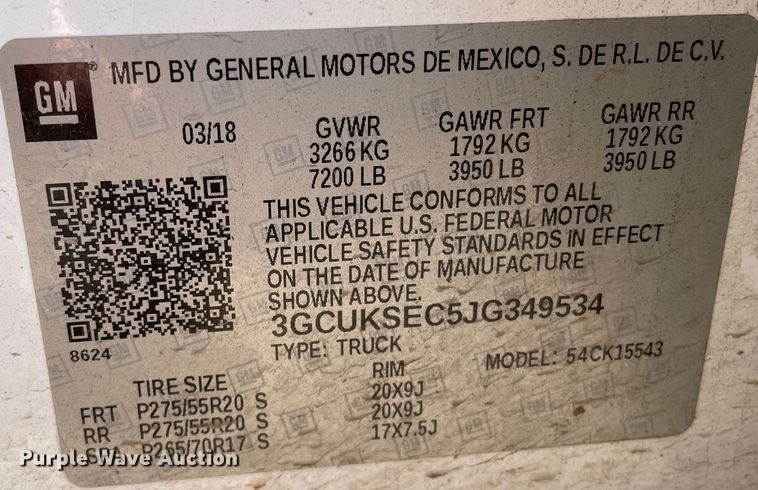 GM
MFD BY GENERAL MOTORS DE MEXICO, S. DE R.L. DE C.V.
03/18 GVWR GAWR FRT GAWR RR
3266 KG 1792 KG 1792 KG
7200 LB 3950 LB 3950 LB
THIS VEHICLE CONFORMS TO ALL
APPLICABLE U.S. FEDERAL MOTOR
VEHICLE SAFETY STANDARDS IN EFFECT
ON THE DATE OF MANUFACTURE
SHOWN ABOVE.
3GCUKSEC5JG349534
8624
TYPE: TRUCK MODEL: 54CK15543
TIRE SIZE RIM
FRT P275/55R20 S 20X9J
RR P275/55R20 S 20X9J
SPA P265/70R17 S 17X7.5J
Purple Wave Auction